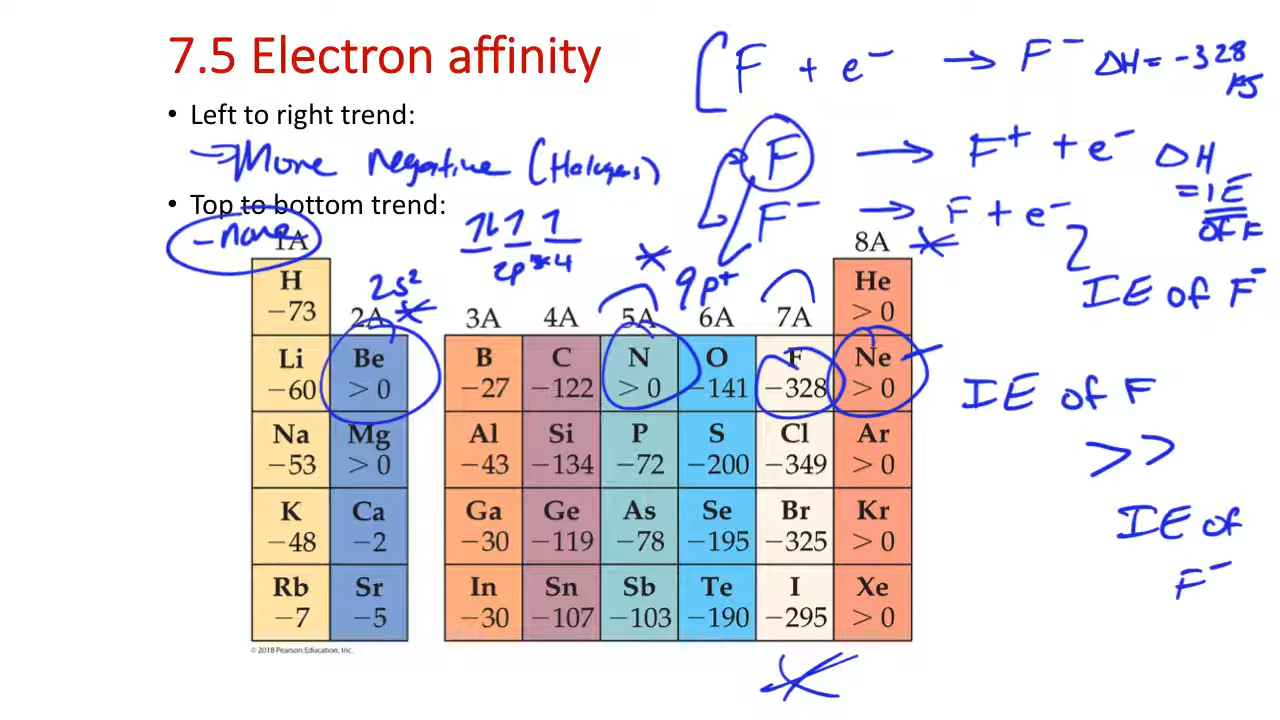 7.5 Electron affinity
[F + e⁻ → F⁻ ΔH = -328 kJ
• Left to right trend:
→ More Negative (Halogens)
F → F⁺ + e⁻ ΔH = IE of F
• Top to bottom trend:
- none
F⁻ → F + e⁻
IE of F⁻
2p⁴
2s²
9p⁺
1A 8A
H He
−73 > 0
2A 3A 4A 5A 6A 7A
Li Be B C N O F Ne
−60 > 0 −27 −122 > 0 −141 −328 > 0
Na Mg Al Si P S Cl Ar
−53 > 0 −43 −134 −72 −200 −349 > 0
K Ca Ga Ge As Se Br Kr
−48 −2 −30 −119 −78 −195 −325 > 0
Rb Sr In Sn Sb Te I Xe
−7 −5 −30 −107 −103 −190 −295 > 0
IE of F
>>
IE of
F⁻
© 2018 Pearson Education, Inc.